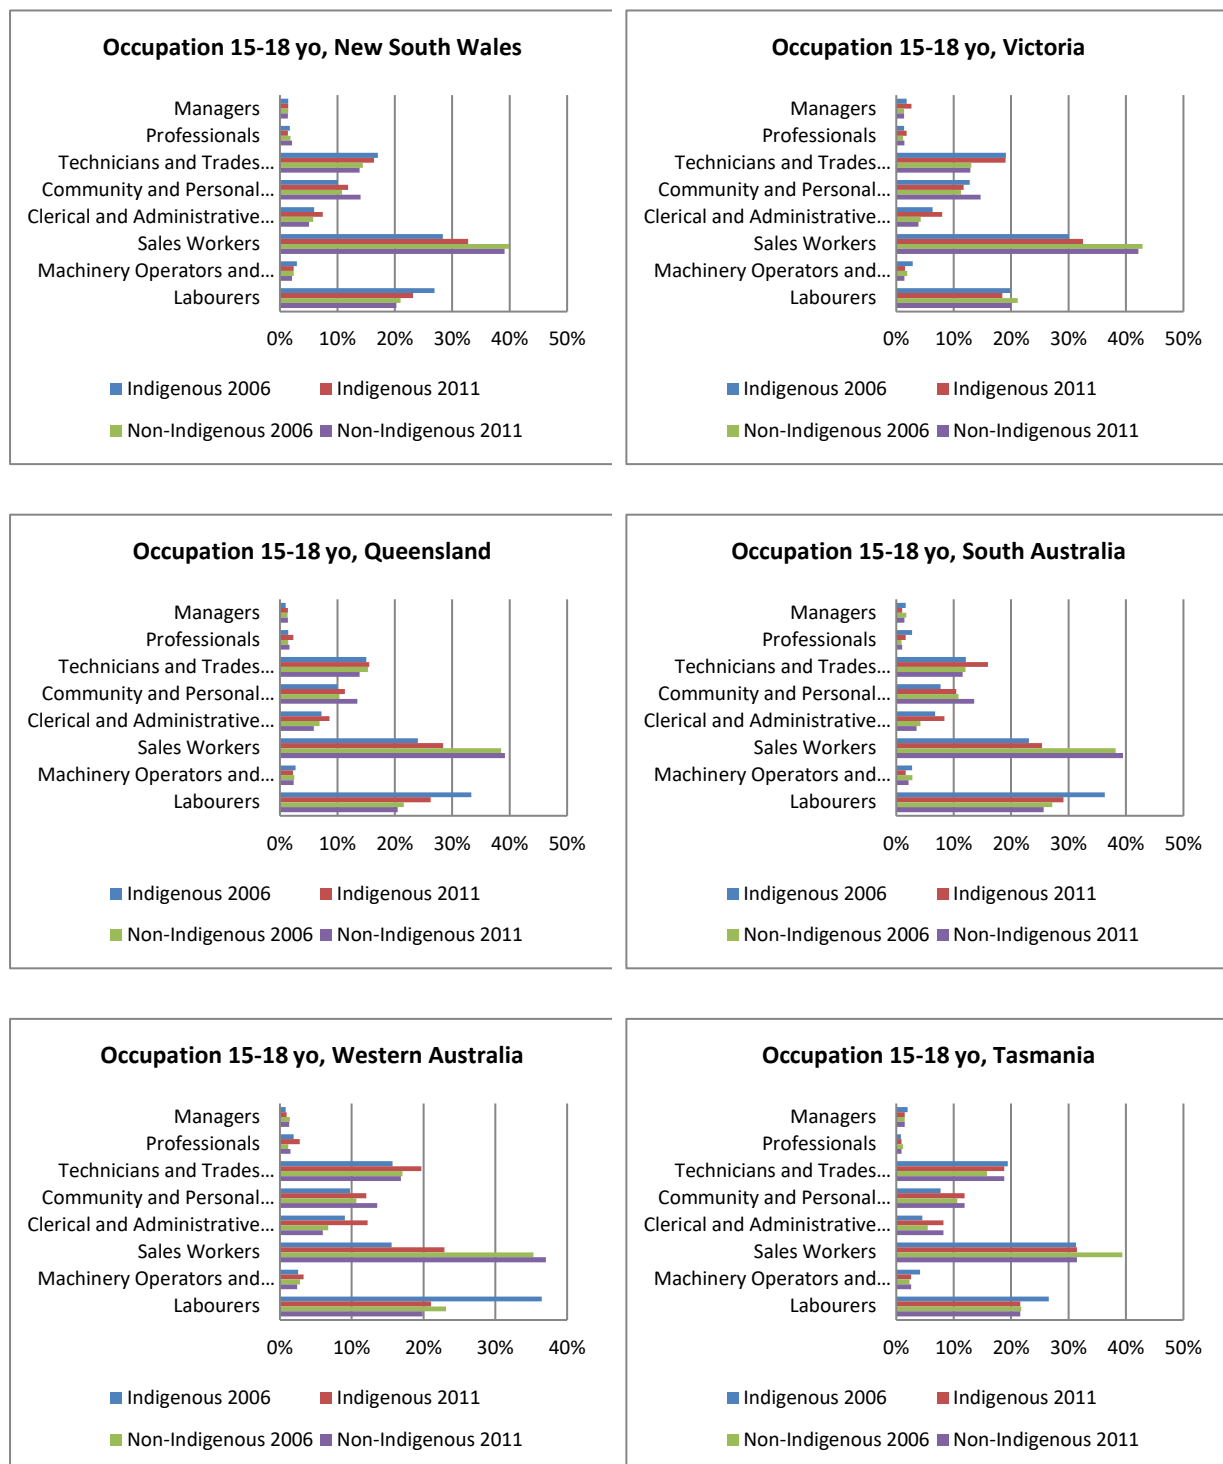 Occupation 15-18 yo, New South Wales
Managers
Professionals
Technicians and Trades...
Community and Personal...
Clerical and Administrative...
Sales Workers
Machinery Operators and...
Labourers
0% 10% 20% 30% 40% 50%
Indigenous 2006 Indigenous 2011
Non-Indigenous 2006 Non-Indigenous 2011
Occupation 15-18 yo, Victoria
Managers
Professionals
Technicians and Trades...
Community and Personal...
Clerical and Administrative...
Sales Workers
Machinery Operators and...
Labourers
0% 10% 20% 30% 40% 50%
Indigenous 2006 Indigenous 2011
Non-Indigenous 2006 Non-Indigenous 2011
Occupation 15-18 yo, Queensland
Managers
Professionals
Technicians and Trades...
Community and Personal...
Clerical and Administrative...
Sales Workers
Machinery Operators and...
Labourers
0% 10% 20% 30% 40% 50%
Indigenous 2006 Indigenous 2011
Non-Indigenous 2006 Non-Indigenous 2011
Occupation 15-18 yo, South Australia
Managers
Professionals
Technicians and Trades...
Community and Personal...
Clerical and Administrative...
Sales Workers
Machinery Operators and...
Labourers
0% 10% 20% 30% 40% 50%
Indigenous 2006 Indigenous 2011
Non-Indigenous 2006 Non-Indigenous 2011
Occupation 15-18 yo, Western Australia
Managers
Professionals
Technicians and Trades...
Community and Personal...
Clerical and Administrative...
Sales Workers
Machinery Operators and...
Labourers
0% 10% 20% 30% 40%
Indigenous 2006 Indigenous 2011
Non-Indigenous 2006 Non-Indigenous 2011
Occupation 15-18 yo, Tasmania
Managers
Professionals
Technicians and Trades...
Community and Personal...
Clerical and Administrative...
Sales Workers
Machinery Operators and...
Labourers
0% 10% 20% 30% 40% 50%
Indigenous 2006 Indigenous 2011
Non-Indigenous 2006 Non-Indigenous 2011